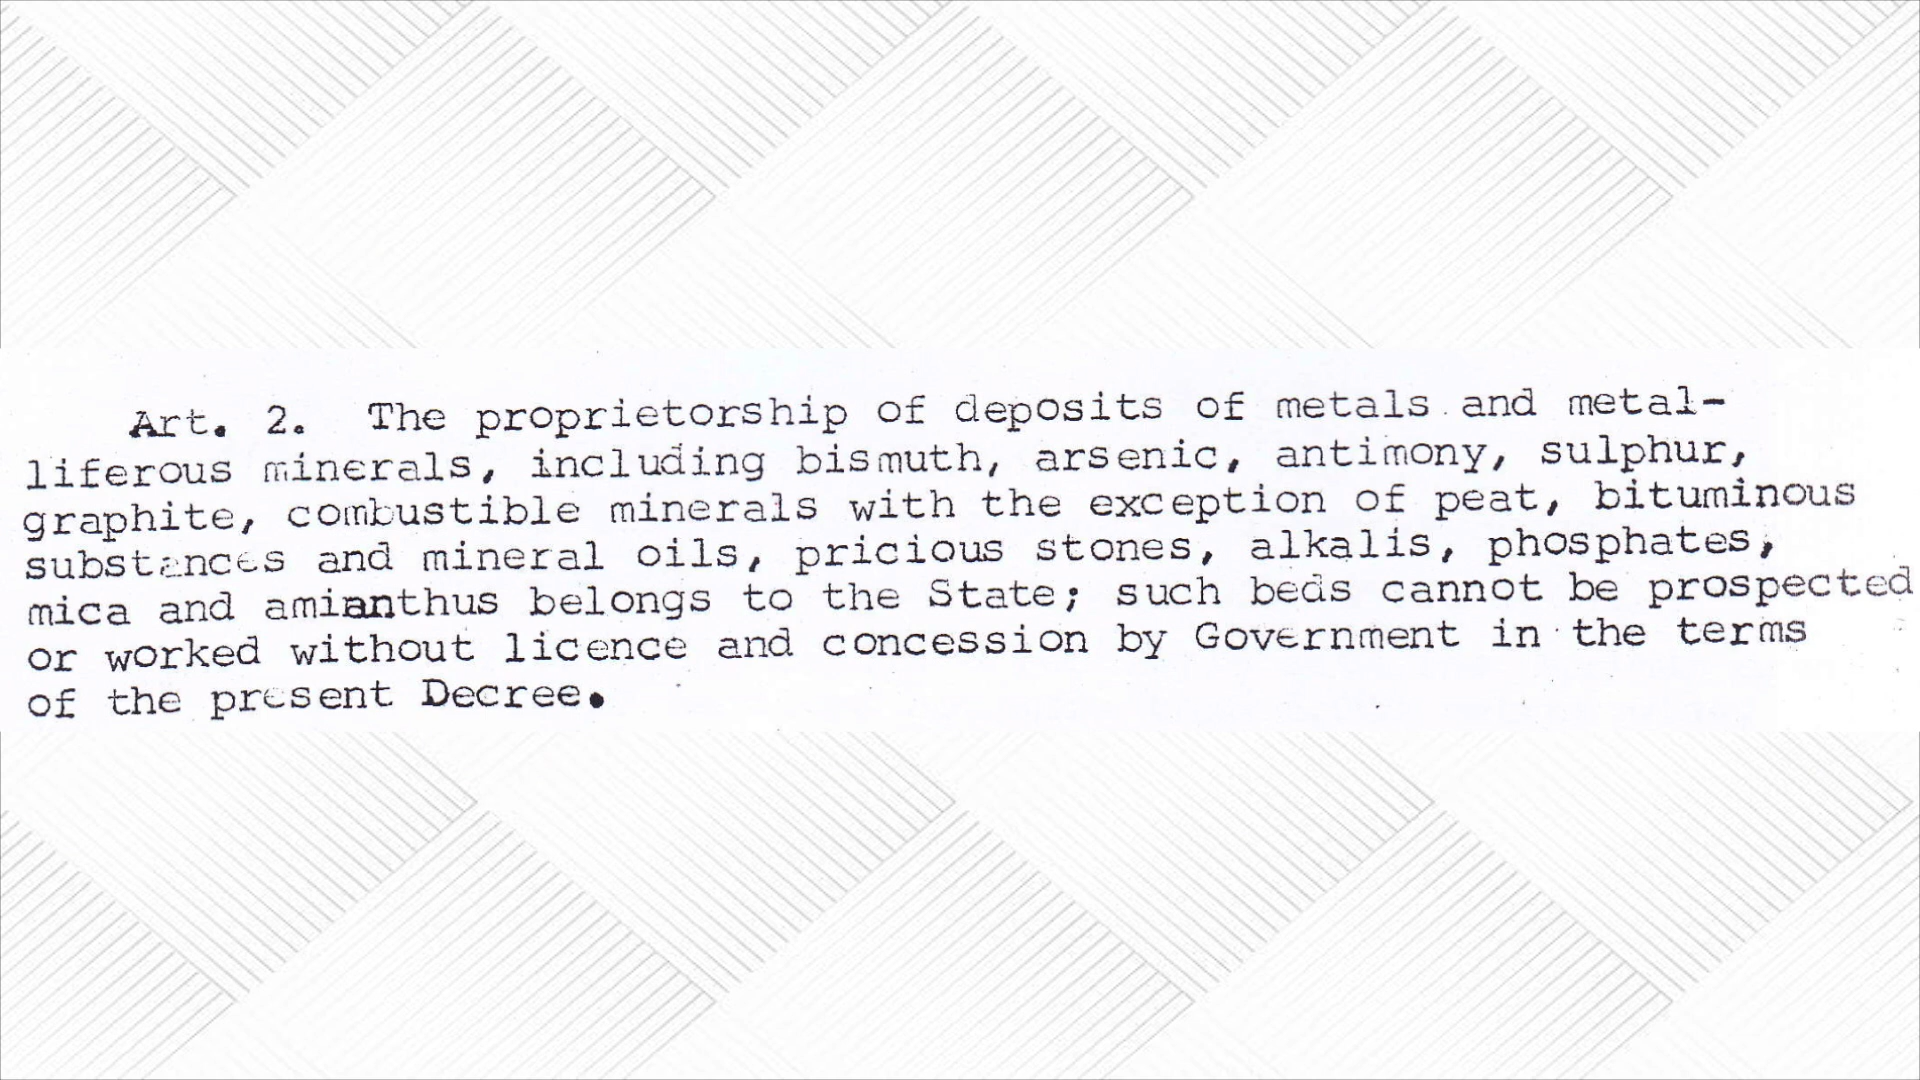 Art. 2. The proprietorship of deposits of metals and metal-
liferous minerals, including bismuth, arsenic, antimony, sulphur,
graphite, combustible minerals with the exception of peat, bituminous
substances and mineral oils, pricious stones, alkalis, phosphates,
mica and amianthus belongs to the State; such beds cannot be prospected
or worked without licence and concession by Government in the terms
of the present Decree.